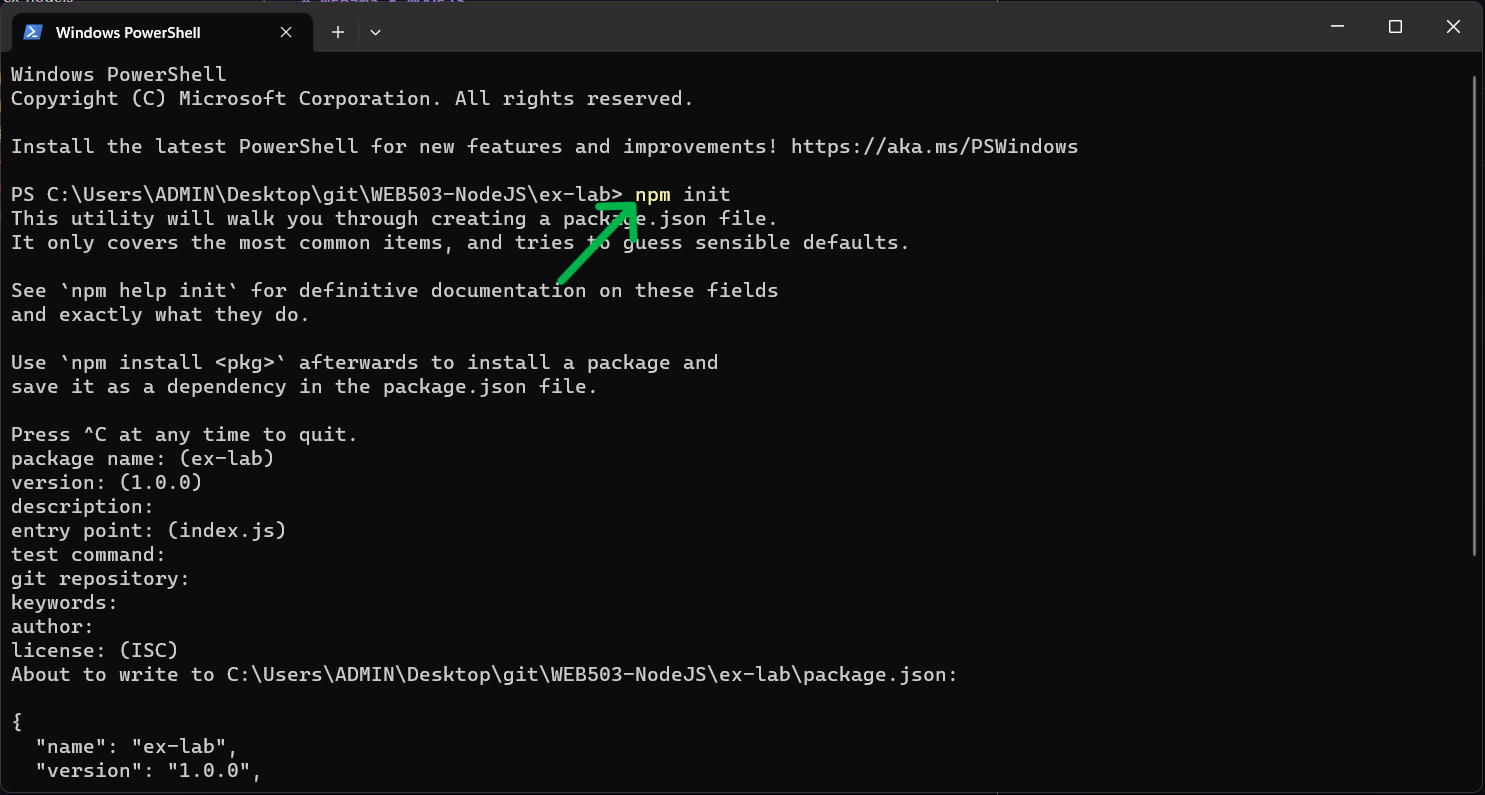 Windows PowerShell
Windows PowerShell
Copyright (C) Microsoft Corporation. All rights reserved.
Install the latest PowerShell for new features and improvements! https://aka.ms/PSWindows
PS C:\Users\ADMIN\Desktop\git\WEB503-NodeJS\ex-lab> npm init
This utility will walk you through creating a package.json file.
It only covers the most common items, and tries to guess sensible defaults.
See `npm help init` for definitive documentation on these fields
and exactly what they do.
Use `npm install <pkg>` afterwards to install a package and
save it as a dependency in the package.json file.
Press ^C at any time to quit.
package name: (ex-lab)
version: (1.0.0)
description:
entry point: (index.js)
test command:
git repository:
keywords:
author:
license: (ISC)
About to write to C:\Users\ADMIN\Desktop\git\WEB503-NodeJS\ex-lab\package.json:
{
  "name": "ex-lab",
  "version": "1.0.0",